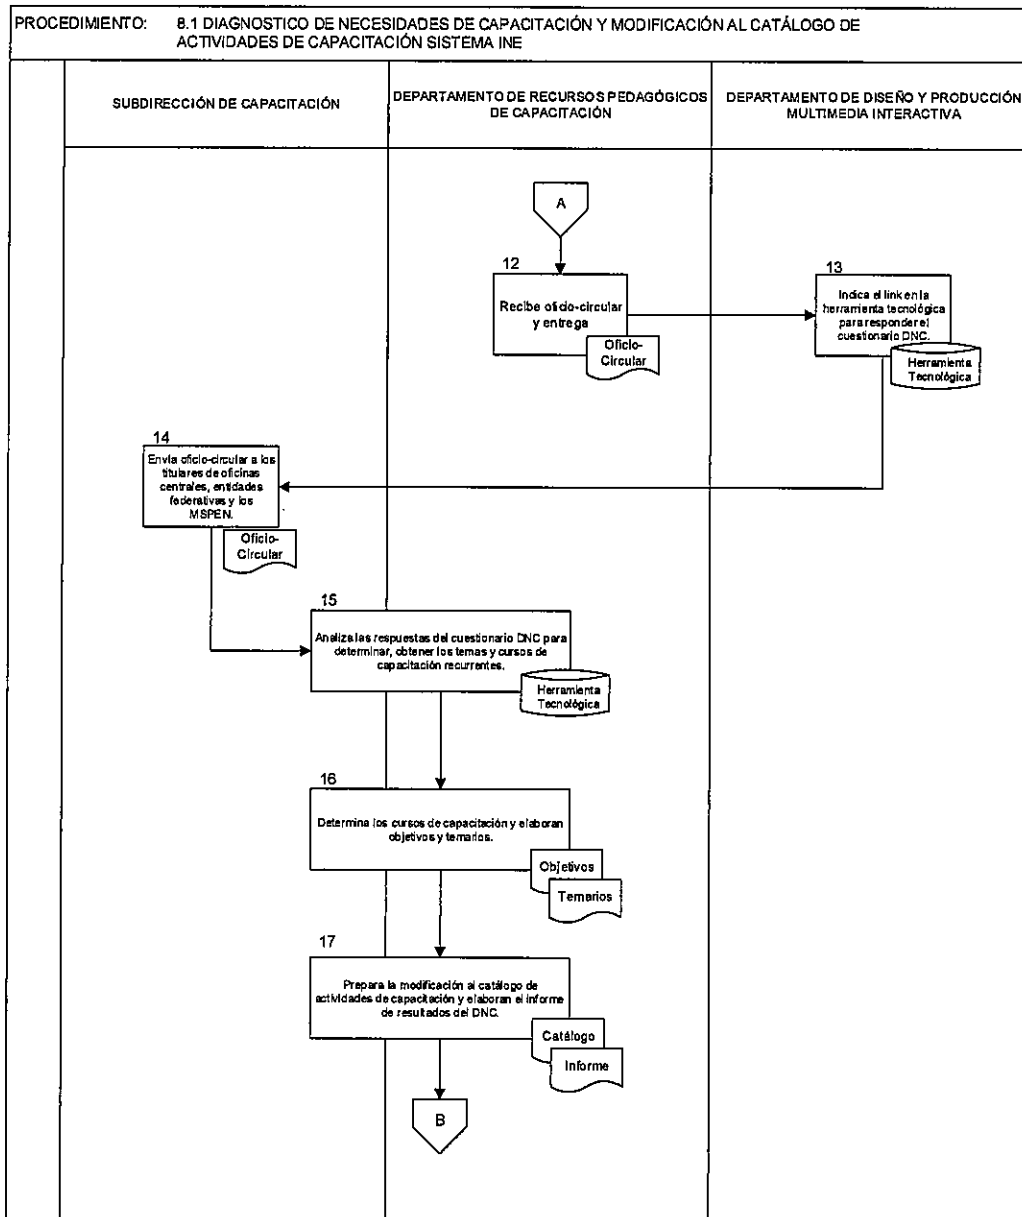 PROCEDIMIENTO: 8.1 DIAGNOSTICO DE NECESIDADES DE CAPACITACIÓN Y MODIFICACIÓN AL CATÁLOGO DE
ACTIVIDADES DE CAPACITACIÓN SISTEMA INE
SUBDIRECCIÓN DE CAPACITACIÓN
DEPARTAMENTO DE RECURSOS PEDAGÓGICOS
DE CAPACITACIÓN
DEPARTAMENTO DE DISEÑO Y PRODUCCIÓN
MULTIMEDIA INTERACTIVA
A
12
Recibe oficio-circular
y entrega
Oficio-
Circular
13
Indica el link en la
herramienta tecnológica
para responder el
cuestionario DNC.
Herramienta
Tecnológica
14
Envía oficio-circular a los
titulares de oficinas
centrales, entidades
federativas y los
MSPEN.
Oficio-
Circular
15
Analiza las respuestas del cuestionario DNC para
determinar, obtener los temas y cursos de
capacitación recurrentes.
Herramienta
Tecnológica
16
Determina los cursos de capacitación y elaboran
objetivos y temarios.
Objetivos
Temarios
17
Prepara la modificación al catálogo de
actividades de capacitación y elaboran el informe
de resultados del DNC.
Catálogo
Informe
B